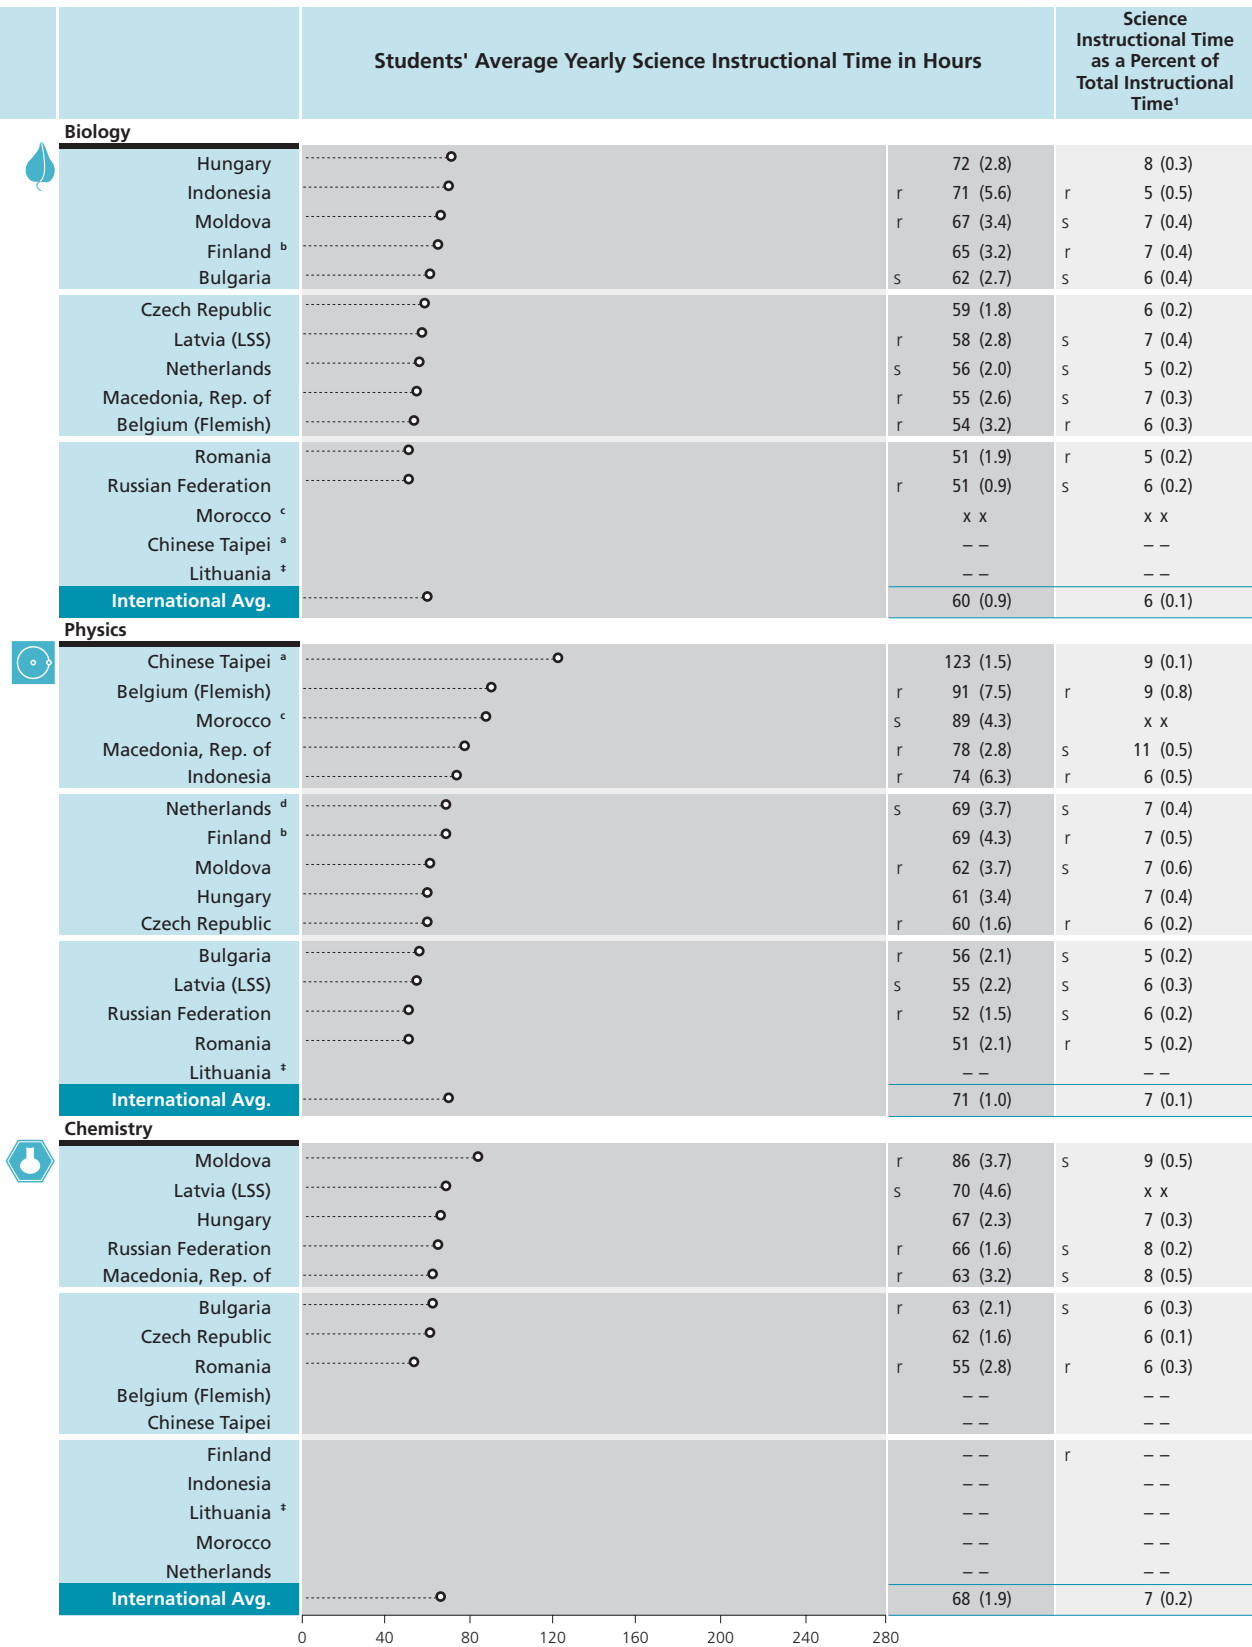 Students' Average Yearly Science Instructional Time in Hours
Science
Instructional Time
as a Percent of
Total Instructional
Time¹
Biology
Hungary 72 (2.8) 8 (0.3)
Indonesia r 71 (5.6) r 5 (0.5)
Moldova r 67 (3.4) s 7 (0.4)
Finland ᵇ 65 (3.2) r 7 (0.4)
Bulgaria s 62 (2.7) s 6 (0.4)
Czech Republic 59 (1.8) 6 (0.2)
Latvia (LSS) r 58 (2.8) s 7 (0.4)
Netherlands s 56 (2.0) s 5 (0.2)
Macedonia, Rep. of r 55 (2.6) s 7 (0.3)
Belgium (Flemish) r 54 (3.2) r 6 (0.3)
Romania 51 (1.9) r 5 (0.2)
Russian Federation r 51 (0.9) s 6 (0.2)
Morocco ᶜ x x x x
Chinese Taipei ᵃ – – – –
Lithuania ‡ – – – –
International Avg. 60 (0.9) 6 (0.1)
Physics
Chinese Taipei ᵃ 123 (1.5) 9 (0.1)
Belgium (Flemish) r 91 (7.5) r 9 (0.8)
Morocco ᶜ s 89 (4.3) x x
Macedonia, Rep. of r 78 (2.8) s 11 (0.5)
Indonesia r 74 (6.3) r 6 (0.5)
Netherlands ᵈ s 69 (3.7) s 7 (0.4)
Finland ᵇ 69 (4.3) r 7 (0.5)
Moldova r 62 (3.7) s 7 (0.6)
Hungary 61 (3.4) 7 (0.4)
Czech Republic r 60 (1.6) r 6 (0.2)
Bulgaria r 56 (2.1) s 5 (0.2)
Latvia (LSS) s 55 (2.2) s 6 (0.3)
Russian Federation r 52 (1.5) s 6 (0.2)
Romania 51 (2.1) r 5 (0.2)
Lithuania ‡ – – – –
International Avg. 71 (1.0) 7 (0.1)
Chemistry
Moldova r 86 (3.7) s 9 (0.5)
Latvia (LSS) s 70 (4.6) x x
Hungary 67 (2.3) 7 (0.3)
Russian Federation r 66 (1.6) s 8 (0.2)
Macedonia, Rep. of r 63 (3.2) s 8 (0.5)
Bulgaria r 63 (2.1) s 6 (0.3)
Czech Republic 62 (1.6) 6 (0.1)
Romania r 55 (2.8) r 6 (0.3)
Belgium (Flemish) – – – –
Chinese Taipei – – – –
Finland – – r – –
Indonesia – – – –
Lithuania ‡ – – – –
Morocco – – – –
Netherlands – – – –
International Avg. 68 (1.9) 7 (0.2)
0 40 80 120 160 200 240 280